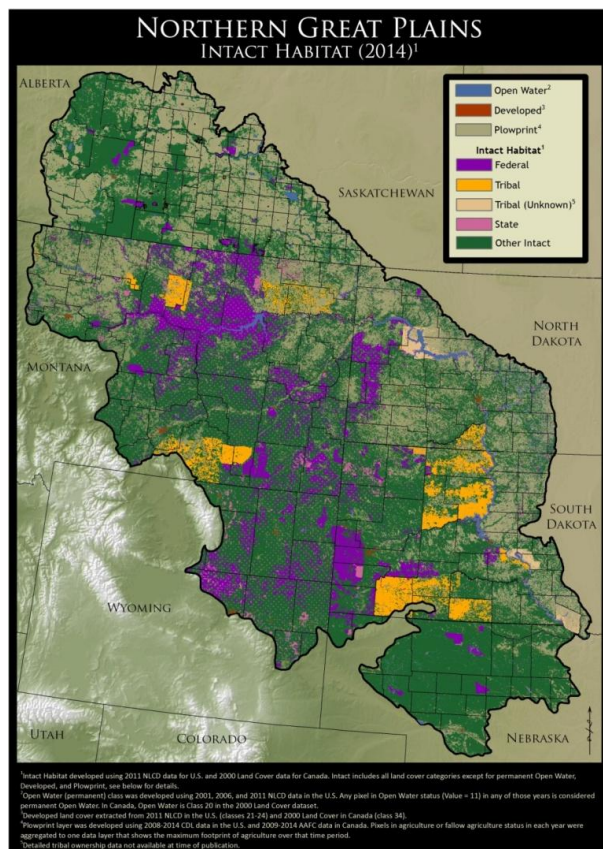 NORTHERN GREAT PLAINS
INTACT HABITAT (2014)¹
ALBERTA
SASKATCHEWAN
Open Water²
Developed³
Plowprint⁴
Intact Habitat¹
Federal
Tribal
Tribal (Unknown)⁵
State
Other Intact
NORTH
DAKOTA
MONTANA
SOUTH
DAKOTA
WYOMING
UTAH
COLORADO
NEBRASKA
¹Intact Habitat developed using 2011 NLCD data for U.S. and 2000 Land Cover data for Canada. Intact includes all land cover categories except for permanent Open Water,
Developed, and Plowprint, see below for details.
²Open Water (permanent) class was developed using 2001, 2006, and 2011 NLCD data in the U.S. Any pixel in Open Water status (Value = 11) in any of those years is considered
permanent Open Water. In Canada, Open Water is Class 20 in the 2000 Land Cover dataset.
³Developed land cover extracted from 2011 NLCD in the U.S. (classes 21-24) and 2000 Land Cover in Canada (class 34).
⁴Plowprint layer was developed using 2008-2014 CDL data in the U.S. and 2009-2014 AAFC data in Canada. Pixels in agriculture or fallow agriculture status in each year were
aggregated to one data layer that shows the maximum footprint of agriculture over that time period.
⁵Detailed tribal ownership data not available at time of publication.